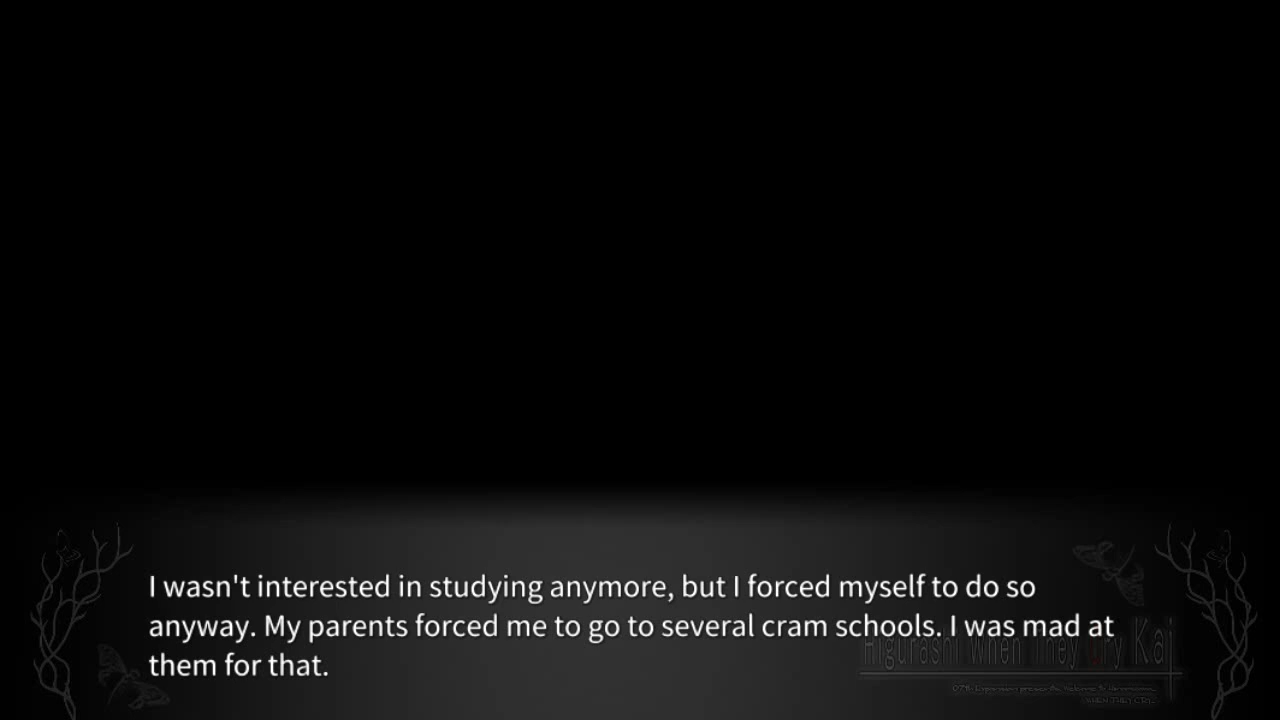 I wasn't interested in studying anymore, but I forced myself to do so
anyway. My parents forced me to go to several cram schools. I was mad at
them for that.
Higurashi When They Cry Kai